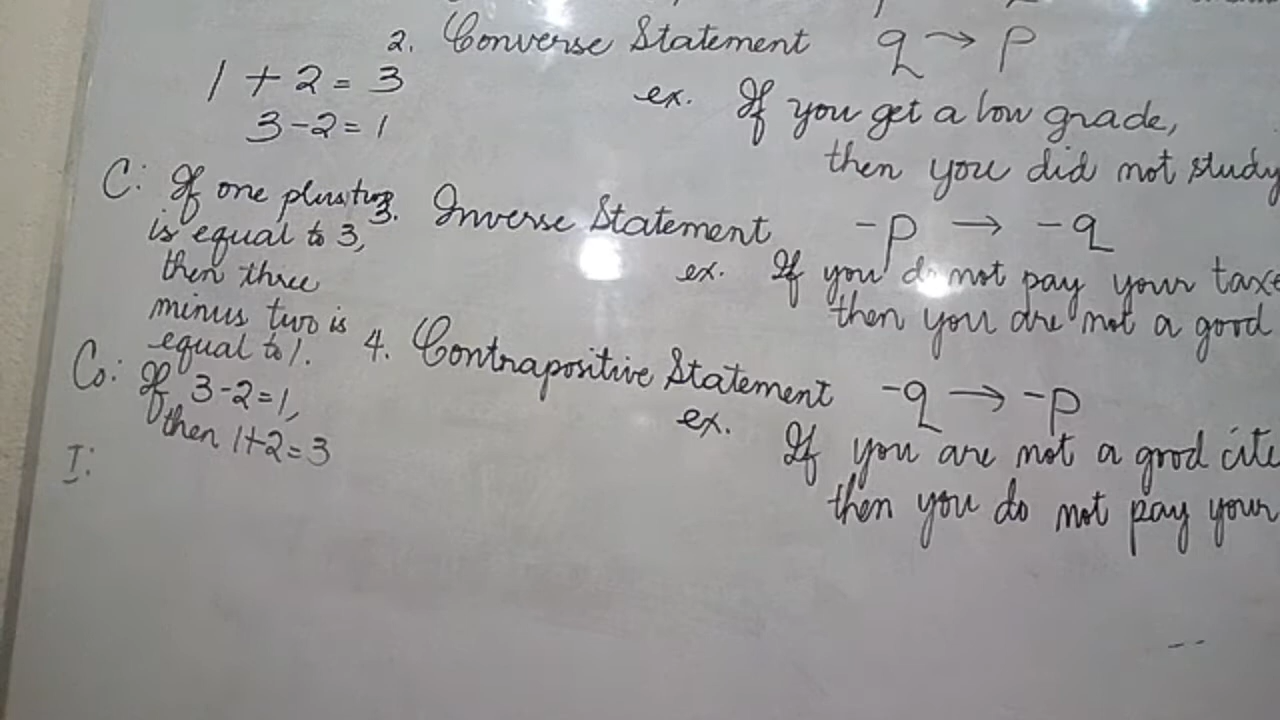 2. Converse Statement q → p
1 + 2 = 3
3-2=1
ex. If you get a low grade,
then you did not study
C: If one plus two
is equal to 3,
then three
minus two is
equal to 1.
3. Inverse Statement -p → -q
ex. If you do not pay your taxe
then you are not a good
Co: If 3-2=1,
then 1+2=3
I:
4. Contrapositive Statement -q → -p
ex. If you are not a good cite
then you do not pay your